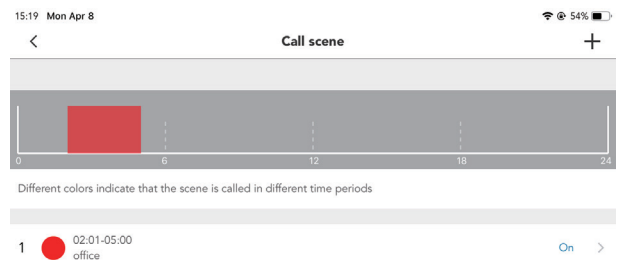 15:19 Mon Apr 8 54%
Call scene
0 6 12 18 24
Different colors indicate that the scene is called in different time periods
1 02:01-05:00 On
office